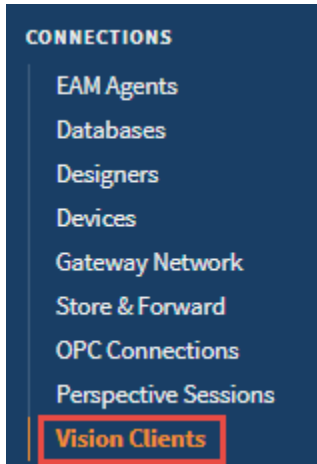 CONNECTIONS
EAM Agents
Databases
Designers
Devices
Gateway Network
Store & Forward
OPC Connections
Perspective Sessions
Vision Clients